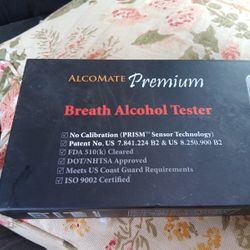 ALCOMATE Premium
Breath Alcohol Tester
No Calibration (PRISM™ Sensor Technology)
Patent No. US 7.841.224 B2 & US 8.250.900 B2
FDA 510(k) Cleared
DOT/NHTSA Approved
Meets US Coast Guard Requirements
ISO 9002 Certified